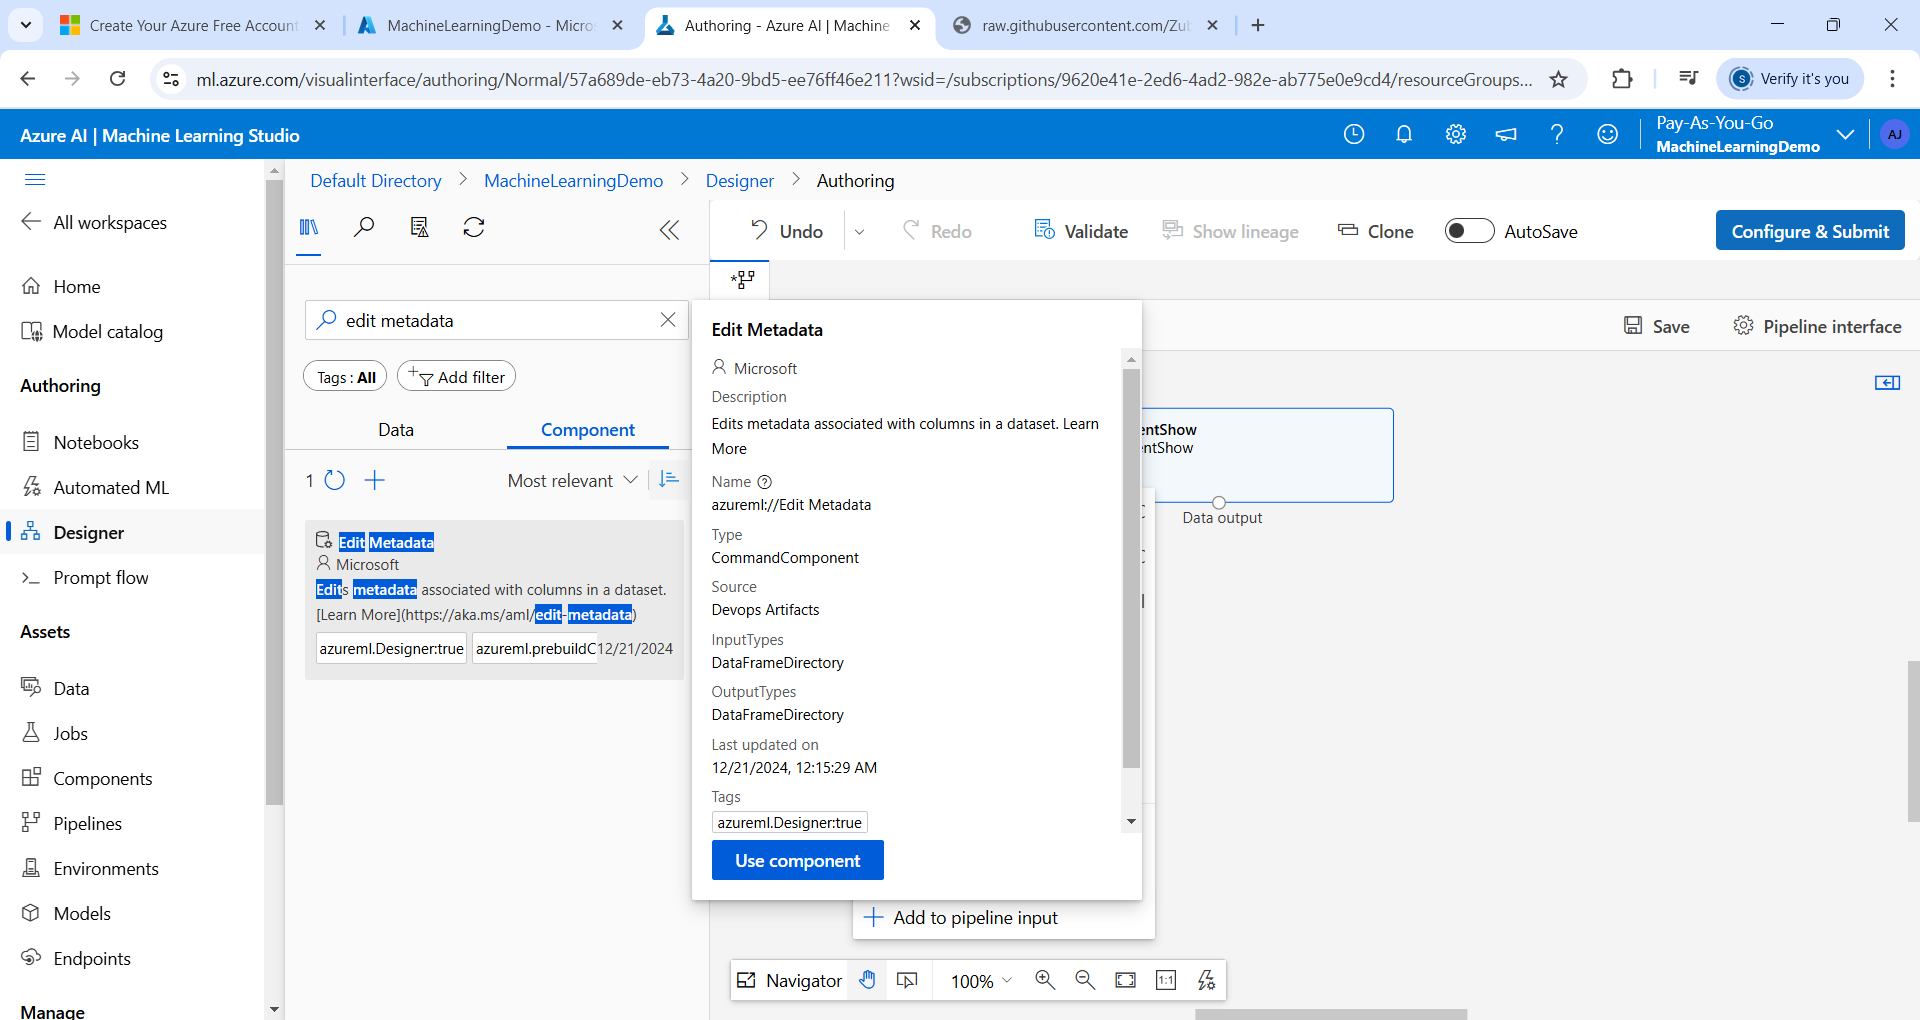 Create Your Azure Free Account
MachineLearningDemo - Micros
Authoring - Azure AI | Machine
raw.githubusercontent.com/Zub
ml.azure.com/visualinterface/authoring/Normal/57a689de-eb73-4a20-9bd5-ee76ff46e211?wsid=/subscriptions/9620e41e-2ed6-4ad2-982e-ab775e0e9cd4/resourceGroups...
S
Verify it's you
Azure AI | Machine Learning Studio
Pay-As-You-Go
MachineLearningDemo
AJ
All workspaces
Home
Model catalog
Authoring
Notebooks
Automated ML
Designer
Prompt flow
Assets
Data
Jobs
Components
Pipelines
Environments
Models
Endpoints
Manage
Default Directory > MachineLearningDemo > Designer > Authoring
Undo
Redo
Validate
Show lineage
Clone
AutoSave
Configure & Submit
edit metadata
Tags : All
Add filter
Data
Component
1
Most relevant
Edit Metadata
Microsoft
Edits metadata associated with columns in a dataset.
[Learn More](https://aka.ms/aml/edit-metadata)
azureml.Designer:true
azureml.prebuildC
12/21/2024
Save
Pipeline interface
Edit Metadata
Microsoft
Description
Edits metadata associated with columns in a dataset. Learn
More
Name
azureml://Edit Metadata
Type
CommandComponent
Source
Devops Artifacts
InputTypes
DataFrameDirectory
OutputTypes
DataFrameDirectory
Last updated on
12/21/2024, 12:15:29 AM
Tags
azureml.Designer:true
Use component
entShow
ntShow
Data output
Add to pipeline input
Navigator
100%
1:1